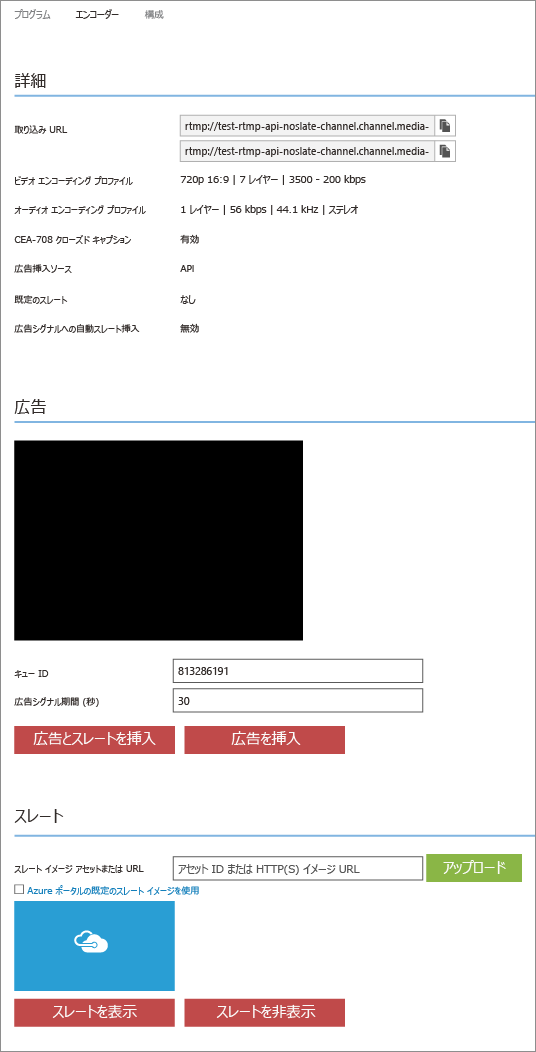 プログラム エンコーダー 構成
詳細
取り込み URL rtmp://test-rtmp-api-noslate-channel.channel.media-
rtmp://test-rtmp-api-noslate-channel.channel.media-
ビデオ エンコーディング プロファイル 720p 16:9 | 7 レイヤー | 3500 - 200 kbps
オーディオ エンコーディング プロファイル 1 レイヤー | 56 kbps | 44.1 kHz | ステレオ
CEA-708 クローズド キャプション 有効
広告挿入ソース API
既定のスレート なし
広告シグナルへの自動スレート挿入 無効
広告
キュー ID 813286191
広告シグナル期間 (秒) 30
広告とスレートを挿入 広告を挿入
スレート
スレート イメージ アセットまたは URL アセット ID または HTTP(S) イメージ URL アップロード
Azure ポータルの既定のスレート イメージを使用
スレートを表示 スレートを非表示